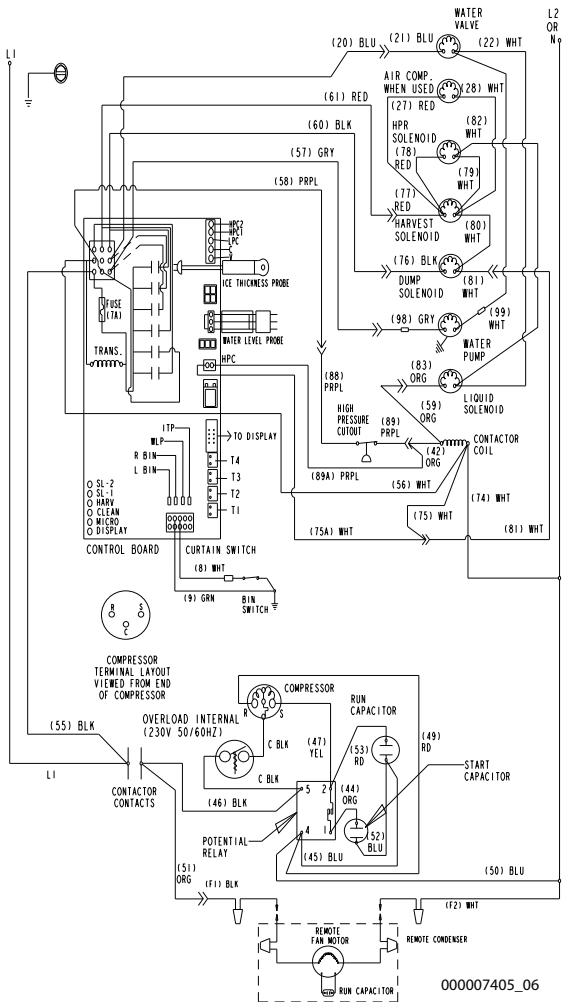 WATER
VALVE
L2
OR
N
L1
(20) BLU
(21) BLU
(22) WHT
AIR COMP.
WHEN USED
(28) WHT
(61) RED
(27) RED
(60) BLK
HPR
SOLENOID
(82)
WHT
(57) GRY
(78)
RED
(79)
WHT
(58) PRPL
(77)
RED
HARVEST
SOLENOID
(80)
WHT
HPC2
HPC1
LPC
C
V
(76) BLK
DUMP
SOLENOID
(81)
WHT
ICE THICKNESS PROBE
FUSE
(7A)
(98) GRY
(99)
WHT
WATER
PUMP
WATER LEVEL PROBE
TRANS.
HPC
(83)
ORG
LIQUID
SOLENOID
(88)
PRPL
(59)
ORG
HIGH
PRESSURE
CUTOUT
(89)
PRPL
CONTACTOR
COIL
(42)
ORG
TO DISPLAY
ITP
WLP
R BIN
L BIN
T4
T3
T2
T1
(89A) PRPL
(56) WHT
(74) WHT
SL-2
SL-1
HARV
CLEAN
MICRO
DISPLAY
(75) WHT
(75A) WHT
(81) WHT
CONTROL BOARD
CURTAIN SWITCH
(8) WHT
(9) GRN
BIN
SWITCH
R
S
C
COMPRESSOR
TERMINAL LAYOUT
VIEWED FROM END
OF COMPRESSOR
COMPRESSOR
R
C
S
OVERLOAD INTERNAL
(230V 50/60HZ)
RUN
CAPACITOR
(55) BLK
C BLK
(47)
YEL
(53)
RD
(49)
RD
L1
C BLK
START
CAPACITOR
CONTACTOR
CONTACTS
(46) BLK
5
2
(44)
ORG
4
1
(52)
BLU
POTENTIAL
RELAY
(45) BLU
(51)
ORG
(50) BLU
(F1) BLK
(F2) WHT
REMOTE
FAN MOTOR
REMOTE CONDENSER
RUN CAPACITOR
000007405_06